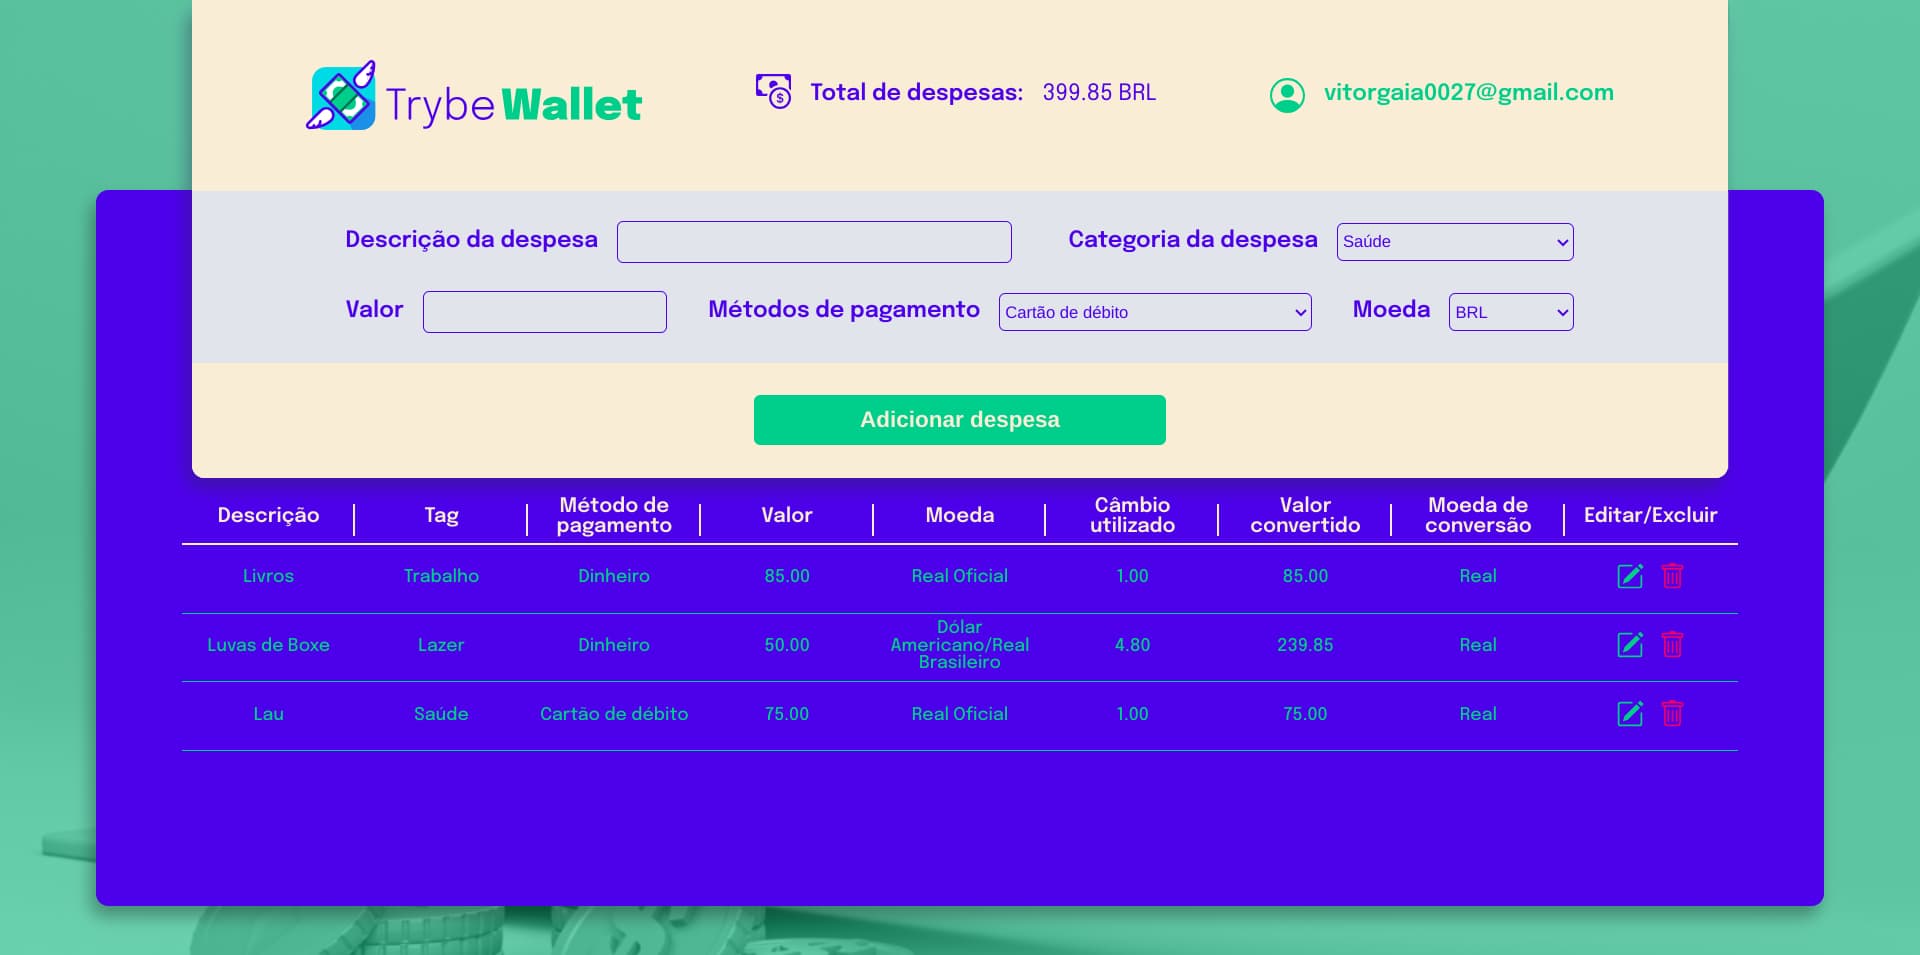 TrybeWallet
Total de despesas: 399.85 BRL
vitorgaia0027@gmail.com
Descrição da despesa
Categoria da despesa Saúde
Valor
Métodos de pagamento Cartão de débito
Moeda BRL
Adicionar despesa
Descrição
Tag
Método de
pagamento
Valor
Moeda
Câmbio
utilizado
Valor
convertido
Moeda de
conversão
Editar/Excluir
Livros
Trabalho
Dinheiro
85.00
Real Oficial
1.00
85.00
Real
Luvas de Boxe
Lazer
Dinheiro
50.00
Dólar
Americano/Real
Brasileiro
4.80
239.85
Real
Lau
Saúde
Cartão de débito
75.00
Real Oficial
1.00
75.00
Real